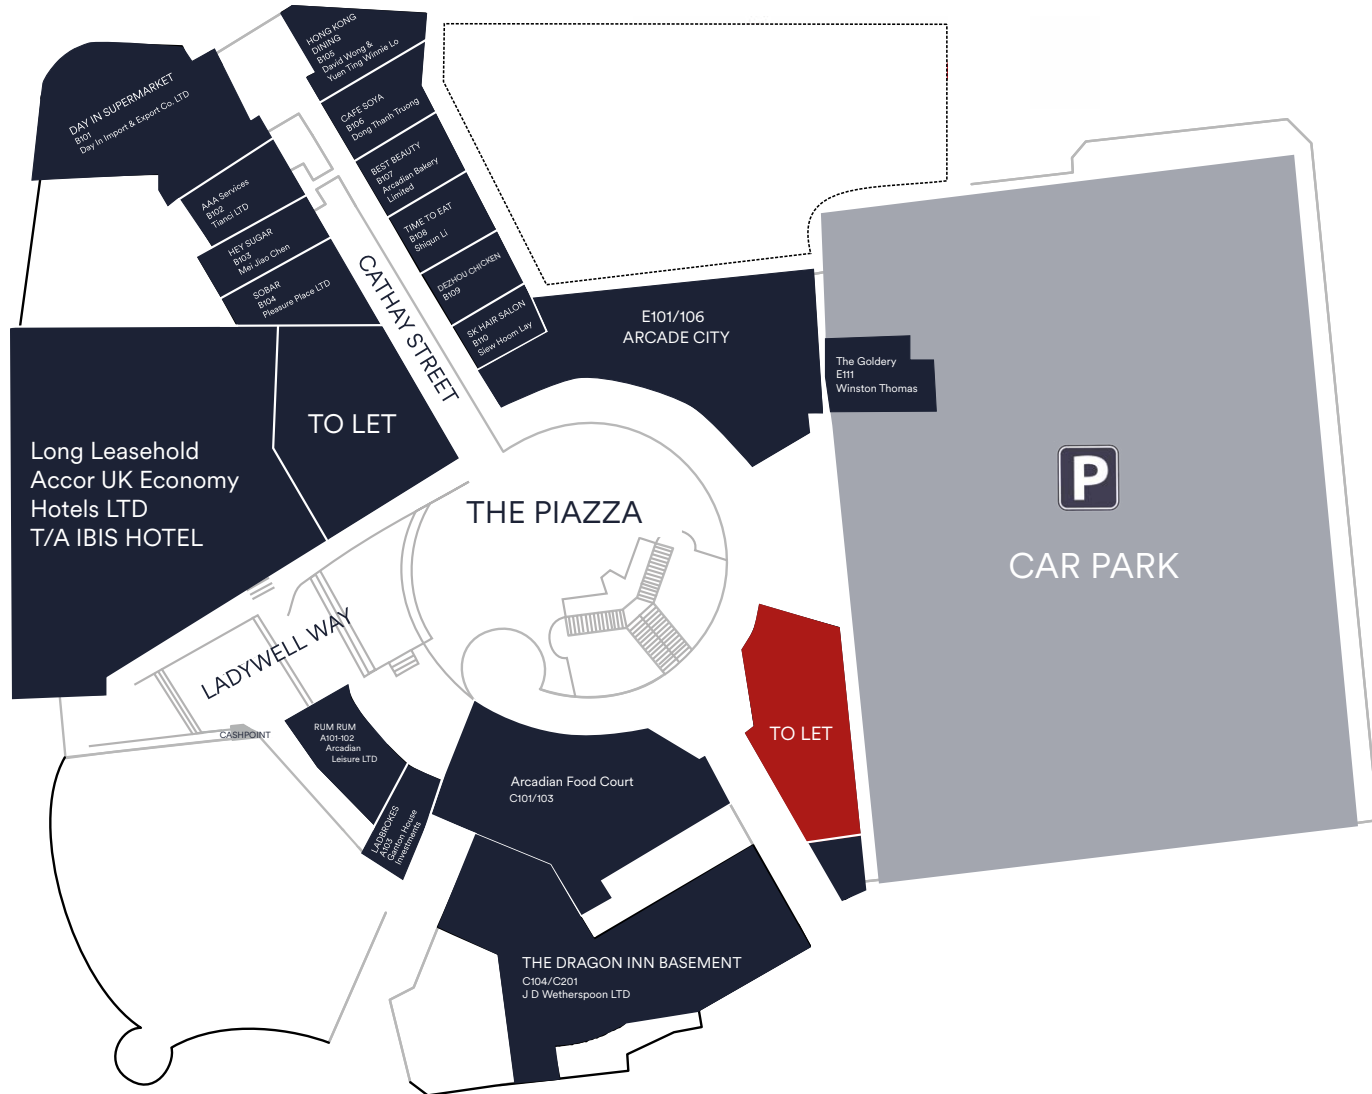 HONG KONG
DINING
B105
David Wong &
Yuen Ting Winnie Lo
DAY IN SUPERMARKET
B101
Day In Import & Export Co. LTD
CAFE SOYA
B106
Dong Thanh Truong
BEST BEAUTY
B107
Arcadian Bakery
Limited
AAA Services
B102
Tianci LTD
TIME TO EAT
B108
Shiqun Li
HEY SUGAR
B103
Mei Jiao Chen
DEZHOU CHICKEN
B109
SOBAR
B104
Pleasure Place LTD
SK HAIR SALON
B110
Siew Hoom Lay
CATHAY STREET
E101/106
ARCADE CITY
The Goldery
E111
Winston Thomas
TO LET
Long Leasehold
Accor UK Economy
Hotels LTD
T/A IBIS HOTEL
THE PIAZZA
P
CAR PARK
LADYWELL WAY
CASHPOINT
RUM RUM
A101-102
Arcadian
Leisure LTD
TO LET
LADBROKES
A103
Ganton House
Investments
Arcadian Food Court
C101/103
THE DRAGON INN BASEMENT
C104/C201
J D Wetherspoon LTD